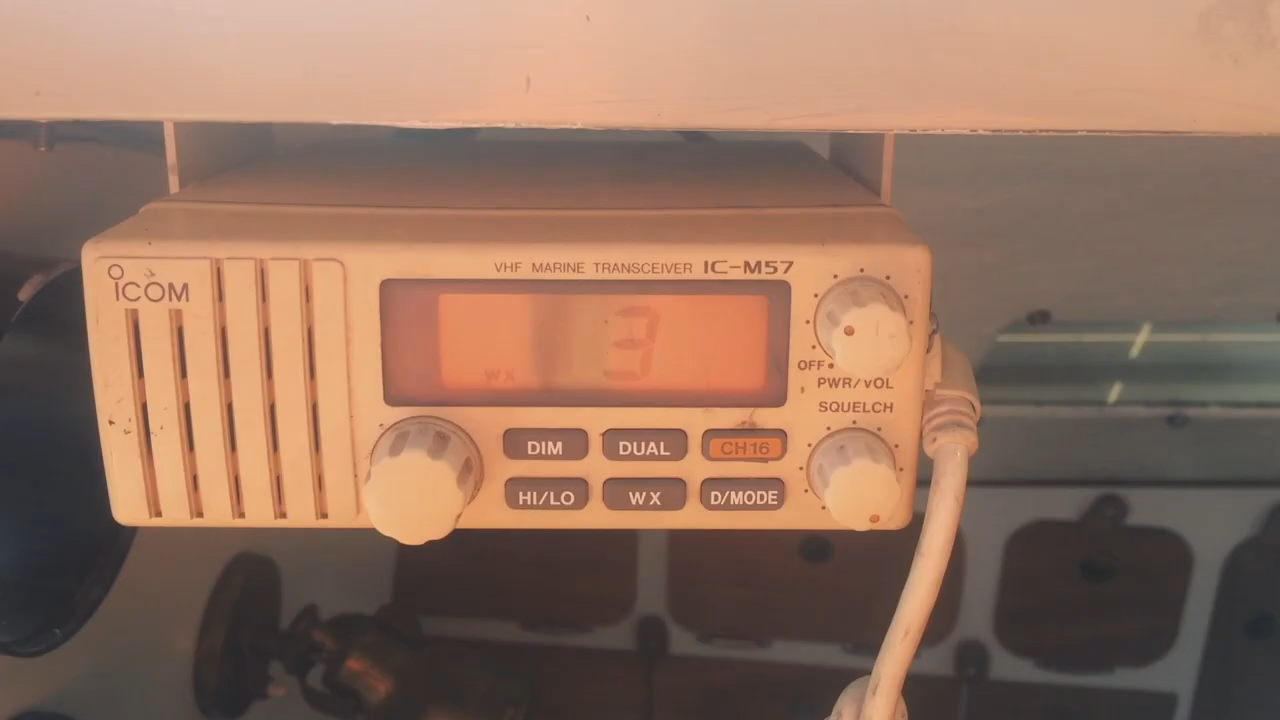 VHF MARINE TRANSCEIVER IC-M57
ICOM
WX 3
OFF
PWR/VOL
SQUELCH
DIM DUAL CH16
HI/LO WX D/MODE